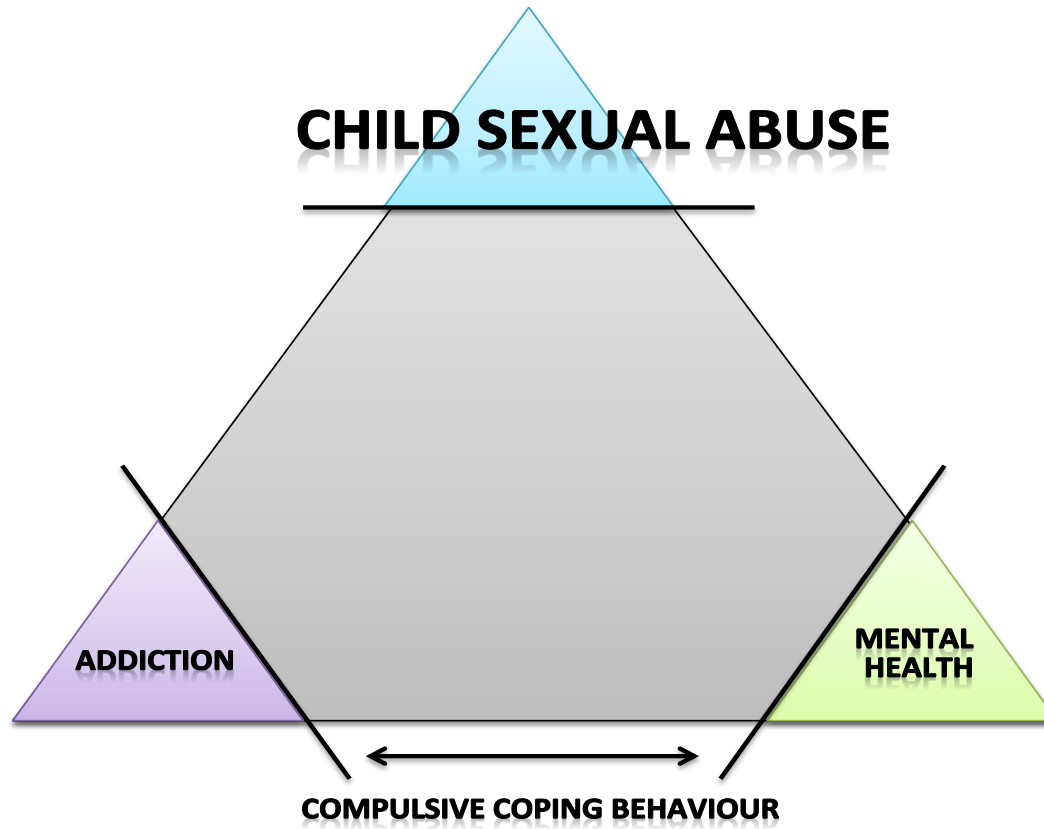 CHILD SEXUAL ABUSE
ADDICTION
MENTAL
HEALTH
COMPULSIVE COPING BEHAVIOUR